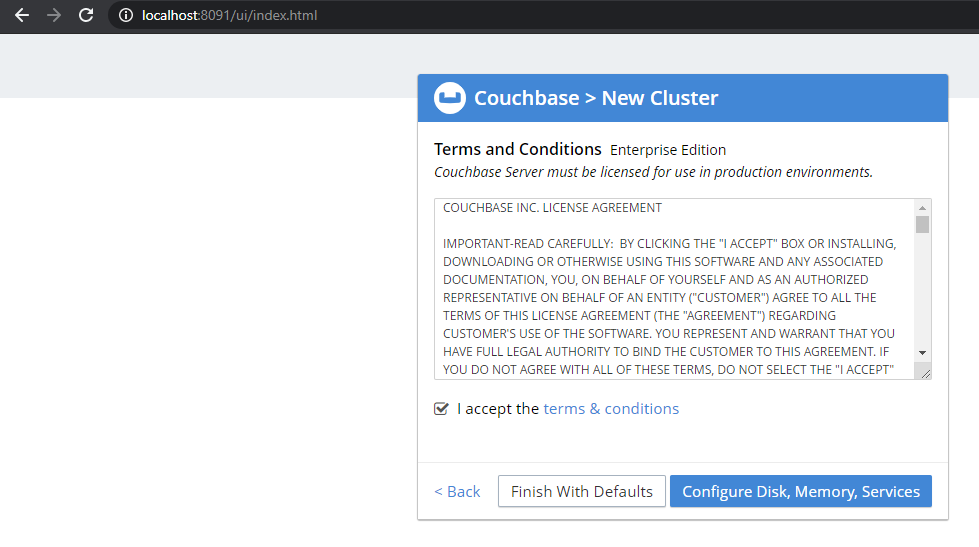 localhost:8091/ui/index.html
Couchbase > New Cluster
Terms and Conditions Enterprise Edition
Couchbase Server must be licensed for use in production environments.
COUCHBASE INC. LICENSE AGREEMENT
IMPORTANT-READ CAREFULLY:  BY CLICKING THE "I ACCEPT" BOX OR INSTALLING,
DOWNLOADING OR OTHERWISE USING THIS SOFTWARE AND ANY ASSOCIATED
DOCUMENTATION, YOU, ON BEHALF OF YOURSELF AND AS AN AUTHORIZED
REPRESENTATIVE ON BEHALF OF AN ENTITY ("CUSTOMER") AGREE TO ALL THE
TERMS OF THIS LICENSE AGREEMENT (THE "AGREEMENT") REGARDING
CUSTOMER'S USE OF THE SOFTWARE. YOU REPRESENT AND WARRANT THAT YOU
HAVE FULL LEGAL AUTHORITY TO BIND THE CUSTOMER TO THIS AGREEMENT. IF
YOU DO NOT AGREE WITH ALL OF THESE TERMS, DO NOT SELECT THE "I ACCEPT"
I accept the terms & conditions
< Back Finish With Defaults Configure Disk, Memory, Services